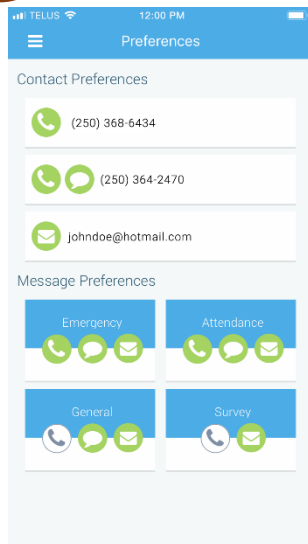 TELUS 12:00 PM
Preferences
Contact Preferences
(250) 368-6434
(250) 364-2470
johndoe@hotmail.com
Message Preferences
Emergency Attendance
General Survey